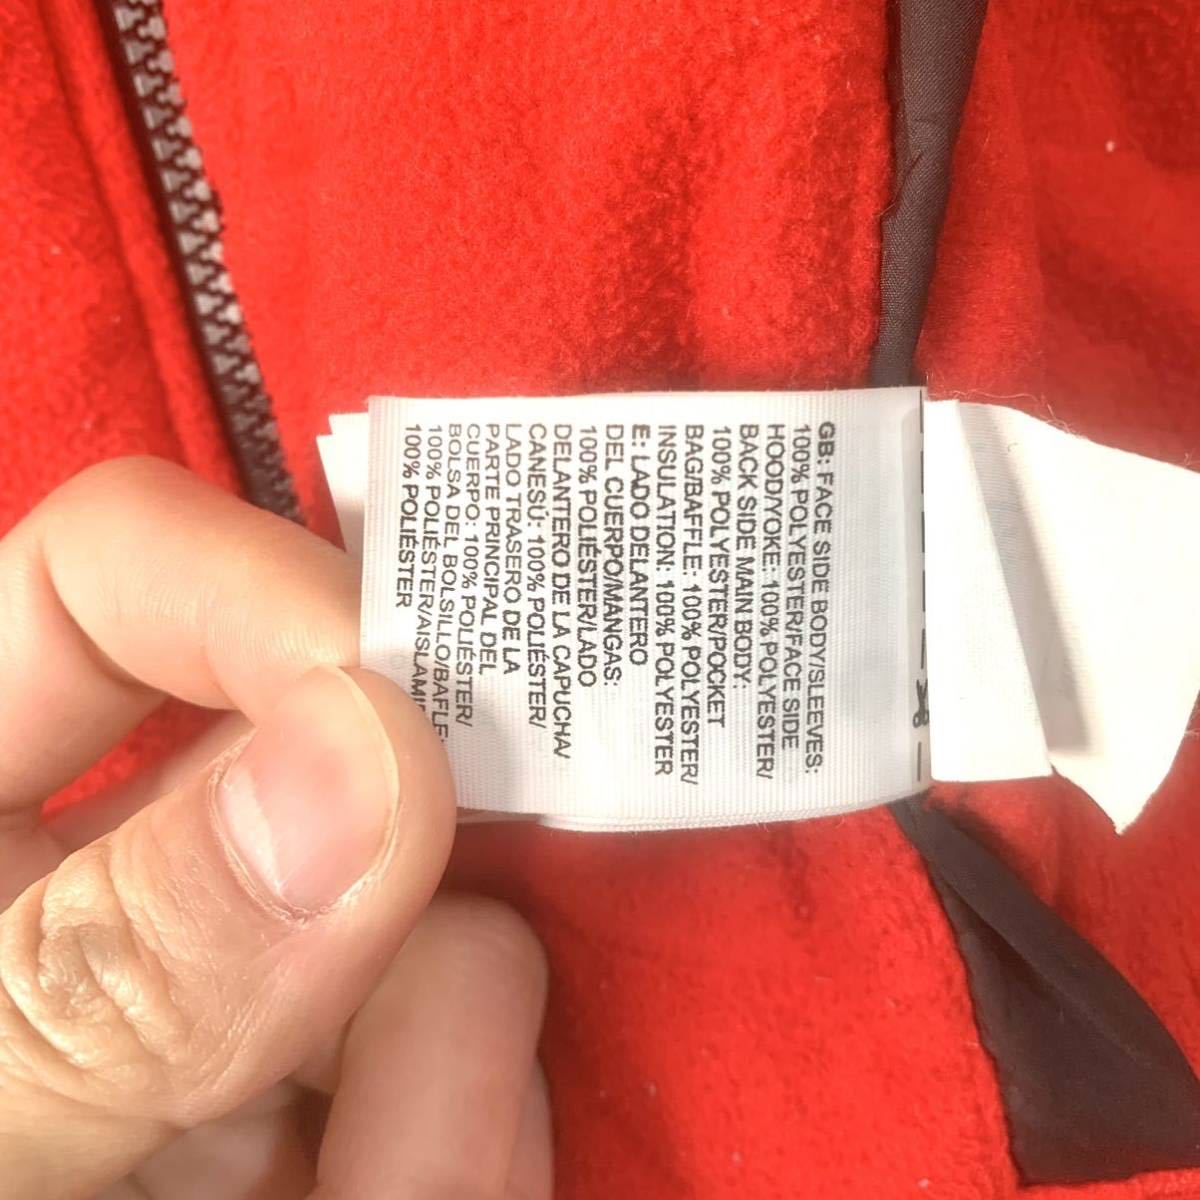 GB: FACE SIDE BODY/SLEEVES:
100% POLYESTER/FACE SIDE
HOOD/YOKE: 100% POLYESTER/
BACK SIDE MAIN BODY:
100% POLYESTER/POCKET
BAG/BAFFLE: 100% POLYESTER/
INSULATION: 100% POLYESTER
E: LADO DELANTERO
DEL CUERPO/MANGAS:
100% POLIÉSTER/LADO
DELANTERO DE LA CAPUCHA/
CANESÚ: 100% POLIÉSTER/
LADO TRASERO DE LA
PARTE PRINCIPAL DEL
CUERPO: 100% POLIÉSTER/
BOLSA DEL BOLSILLO/BAFLE:
100% POLIÉSTER/
100% POLIÉSTER